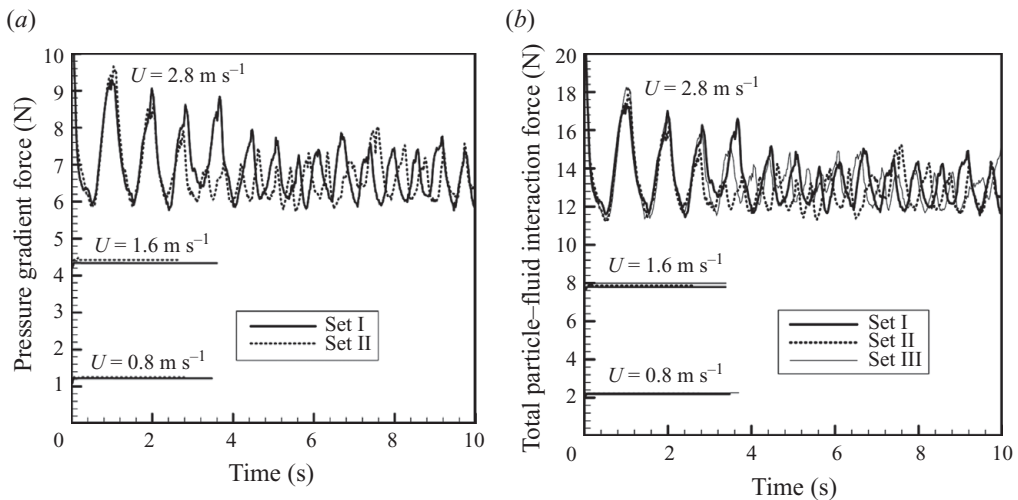 (a)
10
9
8
7
6
5
4
3
2
1
0
2
4
6
8
10
Pressure gradient force (N)
Time (s)
U = 2.8 m s⁻¹
U = 1.6 m s⁻¹
U = 0.8 m s⁻¹
Set I
Set II
(b)
20
18
16
14
12
10
8
6
4
2
0
2
4
6
8
10
Total particle–fluid interaction force (N)
Time (s)
U = 2.8 m s⁻¹
U = 1.6 m s⁻¹
U = 0.8 m s⁻¹
Set I
Set II
Set III